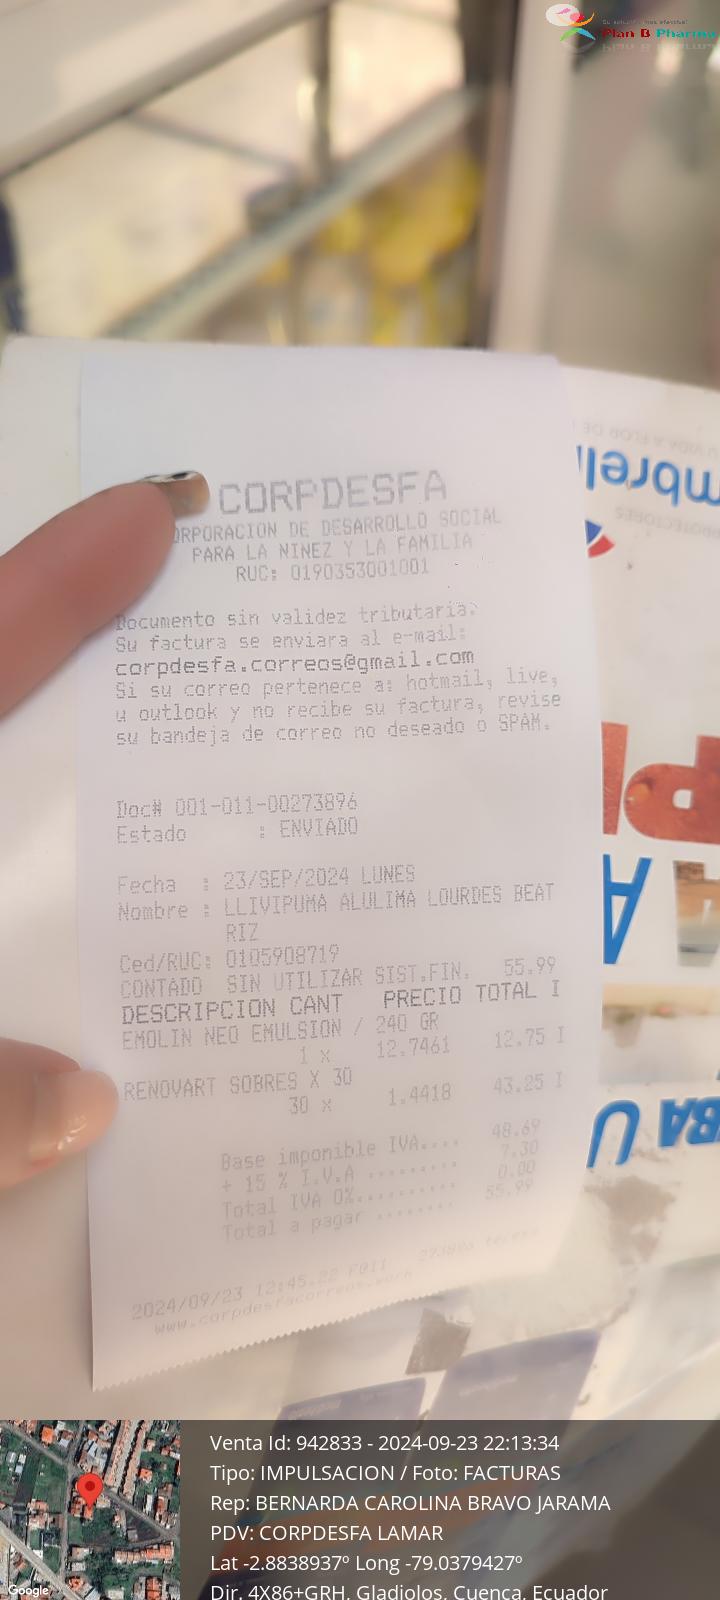 Plan B Pharma
CORPDESFA
ORPORACION DE DESARROLLO SOCIAL
PARA LA NINEZ Y LA FAMILIA
RUC: 0190353001001
Documento sin validez tributaria.
Su factura se enviara al e-mail:
corpdesfa.correos@gmail.com
Si su correo pertenece a: hotmail, live,
u outlook y no recibe su factura, revise
su bandeja de correo no deseado o SPAM.
Doc# 001-011-00273896
Estado : ENVIADO
Fecha : 23/SEP/2024 LUNES
Nombre : LLIVIPUMA ALULIMA LOURDES BEAT
RIZ
Ced/RUC: 0105908719
CONTADO SIN UTILIZAR SIST.FIN. 55.99
DESCRIPCION CANT PRECIO TOTAL I
EMOLIN NEO EMULSION / 240 GR
1 x 12.7461 12.75 I
RENOVART SOBRES X 30
30 x 1.4418 43.25 I
Base imponible IVA.... 48.69
+ 15 % I.V.A ......... 7.30
Total IVA 0%.......... 0.00
Total a pagar ........ 55.99
2024/09/23 12:45.22 F011 273896
www.corpdesfacorreos.work
mbrell
PROTECTORES
Google
Venta Id: 942833 - 2024-09-23 22:13:34
Tipo: IMPULSACION / Foto: FACTURAS
Rep: BERNARDA CAROLINA BRAVO JARAMA
PDV: CORPDESFA LAMAR
Lat -2.8838937º Long -79.0379427º
Dir. 4X86+GRH, Gladiolos, Cuenca, Ecuador